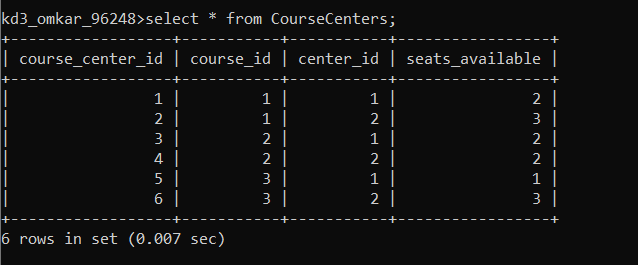 kd3_omkar_96248>select * from CourseCenters;
+------------------+-----------+-----------+-----------------+
| course_center_id | course_id | center_id | seats_available |
+------------------+-----------+-----------+-----------------+
|                1 |         1 |         1 |               2 |
|                2 |         1 |         2 |               3 |
|                3 |         2 |         1 |               2 |
|                4 |         2 |         2 |               2 |
|                5 |         3 |         1 |               1 |
|                6 |         3 |         2 |               3 |
+------------------+-----------+-----------+-----------------+
6 rows in set (0.007 sec)